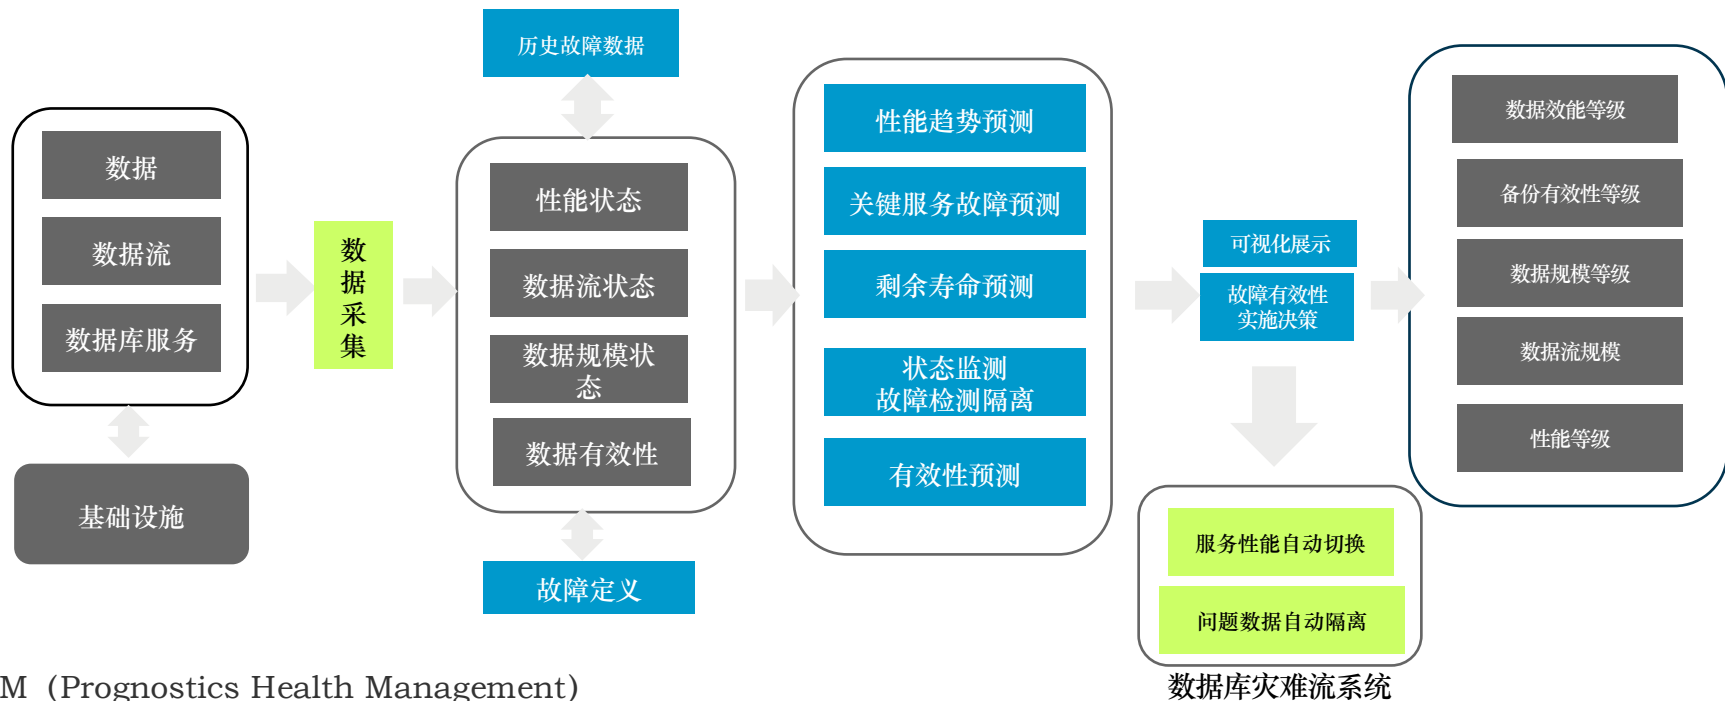 历史故障数据
数据
数据流
数据库服务
基础设施
数
据
采
集
性能状态
数据流状态
数据规模状
态
数据有效性
故障定义
性能趋势预测
关键服务故障预测
剩余寿命预测
状态监测
故障检测隔离
有效性预测
可视化展示
故障有效性
实施决策
数据效能等级
备份有效性等级
数据规模等级
数据流规模
性能等级
服务性能自动切换
问题数据自动隔离
数据库灾难流系统
M（Prognostics Health Management）